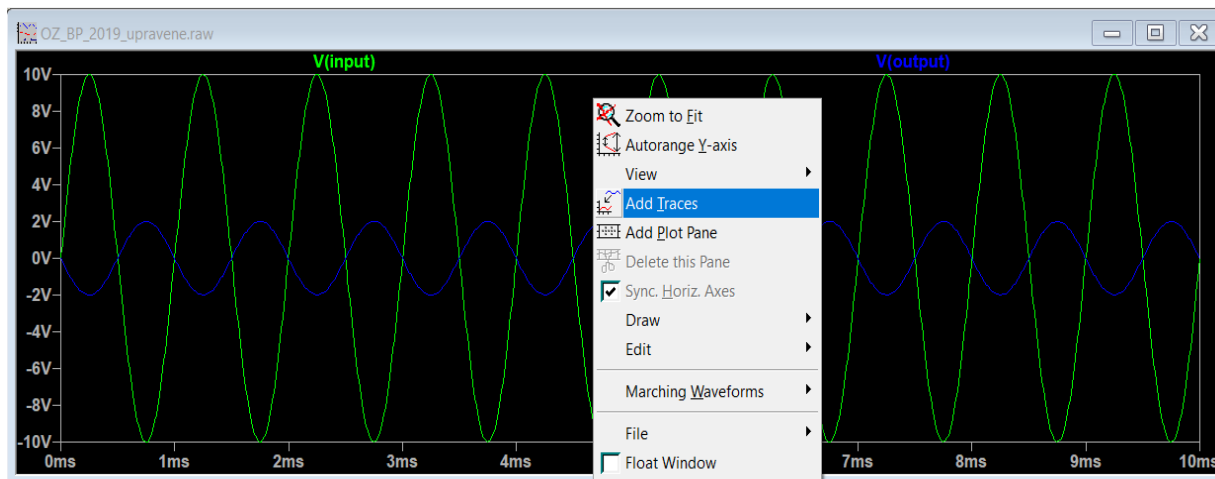 OZ_BP_2019_upravene.raw
V(input) V(output)
10V
8V
6V
4V
2V
0V
-2V
-4V
-6V
-8V
-10V
0ms 1ms 2ms 3ms 4ms 7ms 8ms 9ms 10ms
Zoom to Fit
Autorange Y-axis
View
Add Traces
Add Plot Pane
Delete this Pane
Sync. Horiz. Axes
Draw
Edit
Marching Waveforms
File
Float Window